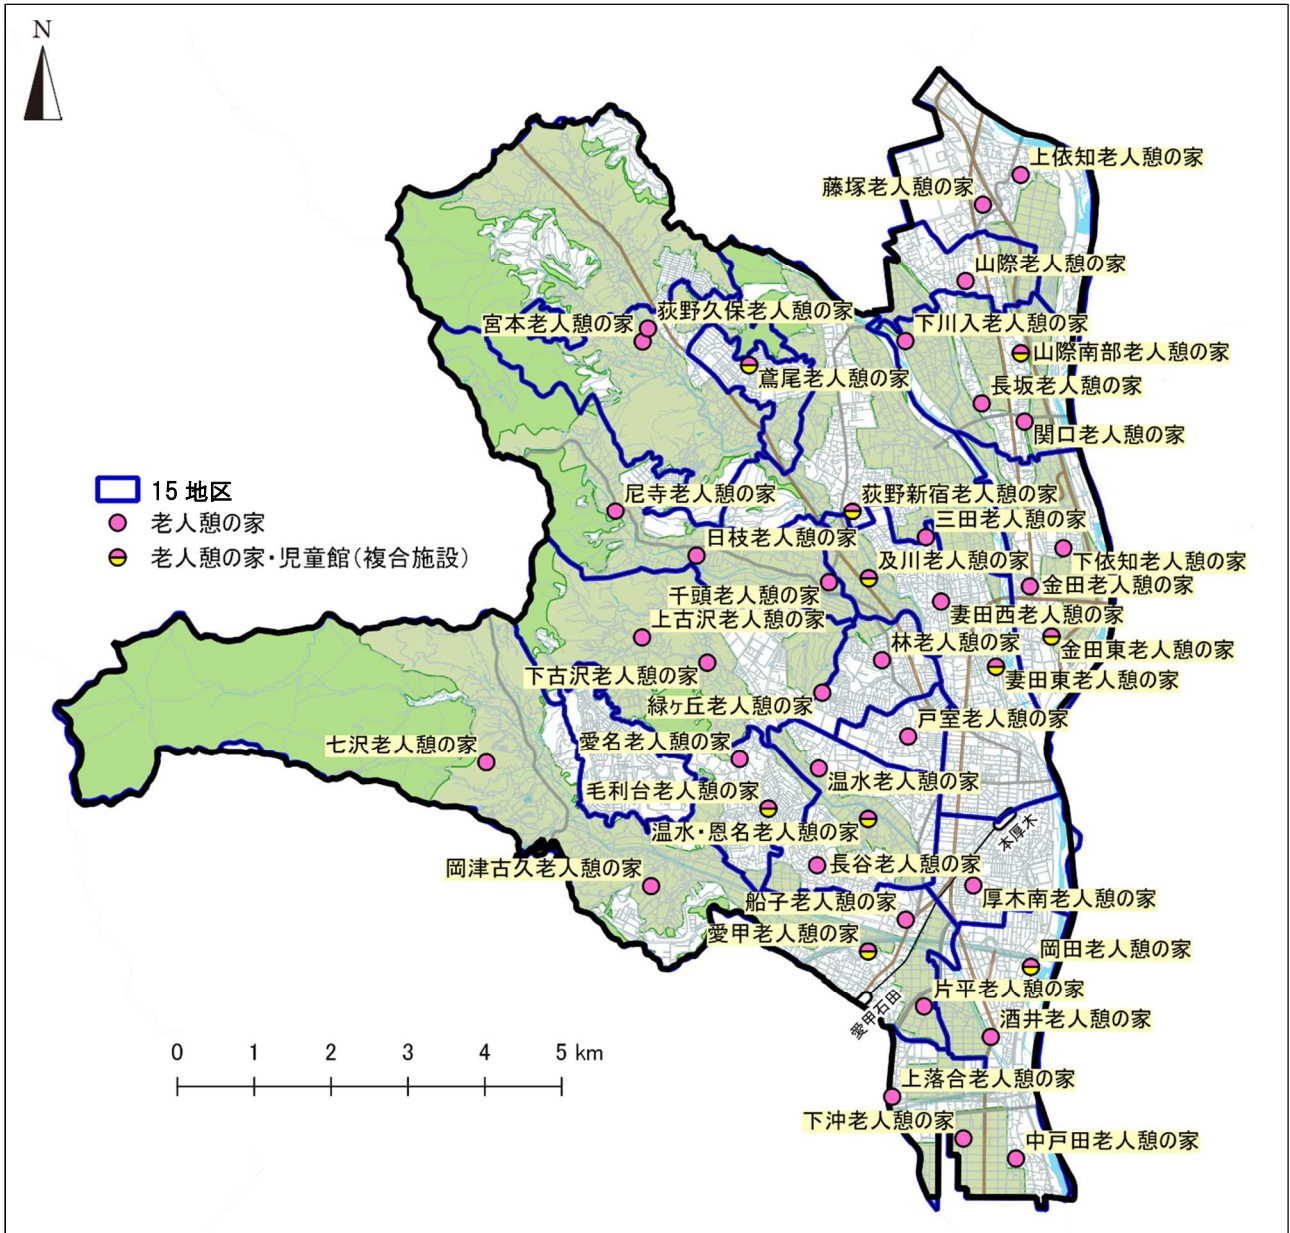 N
上依知老人憩の家
藤塚老人憩の家
山際老人憩の家
荻野久保老人憩の家
宮本老人憩の家
下川入老人憩の家
山際南部老人憩の家
鳶尾老人憩の家
長坂老人憩の家
関口老人憩の家
15地区
老人憩の家
老人憩の家・児童館(複合施設)
尼寺老人憩の家
荻野新宿老人憩の家
三田老人憩の家
日枝老人憩の家
及川老人憩の家
下依知老人憩の家
金田老人憩の家
千頭老人憩の家
妻田西老人憩の家
上古沢老人憩の家
林老人憩の家
金田東老人憩の家
下古沢老人憩の家
妻田東老人憩の家
緑ヶ丘老人憩の家
戸室老人憩の家
七沢老人憩の家
愛名老人憩の家
温水老人憩の家
毛利台老人憩の家
温水・恩名老人憩の家
本厚木
岡津古久老人憩の家
長谷老人憩の家
船子老人憩の家
厚木南老人憩の家
愛甲老人憩の家
岡田老人憩の家
片平老人憩の家
愛甲石田
酒井老人憩の家
0 1 2 3 4 5 km
上落合老人憩の家
下沖老人憩の家
中戸田老人憩の家